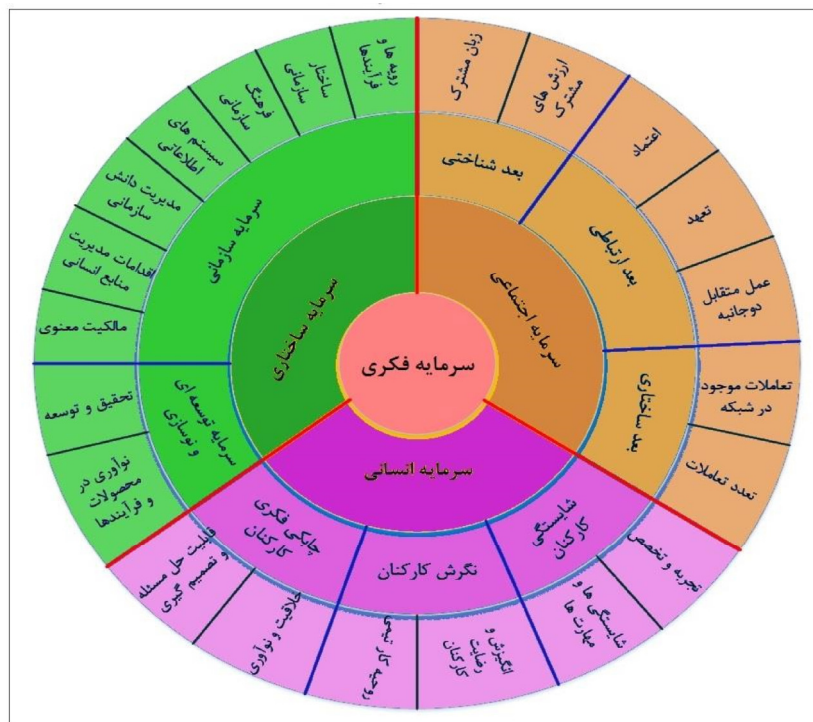 سرمایه فکری
سرمایه اجتماعی
بعد شناختی
زبان مشترک
ارزش های
مشترک
بعد ارتباطی
اعتماد
تعهد
عمل متقابل
دوجانبه
بعد ساختاری
تعاملات موجود
در شبکه
تعدد تعاملات
سرمایه انسانی
شایستگی
کارکنان
تجربه و تخصص
شایستگی ها و
مهارت ها
نگرش کارکنان
انگیزش و
رضایت
کارکنان
روحیه کار تیمی
چابکی فکری
کارکنان
خلاقیت و نوآوری
قابلیت حل مسئله
و تصمیم گیری
سرمایه ساختاری
سرمایه توسعه ای
و نوسازی
نوآوری در
محصولات
و فرآیندها
تحقیق و توسعه
سرمایه سازمانی
مالکیت معنوی
اقدامات مدیریت
منابع انسانی
مدیریت دانش
سازمانی
سیستم های
اطلاعاتی
فرهنگ
سازمانی
ساختار
سازمانی
رویه ها و
فرآیندها